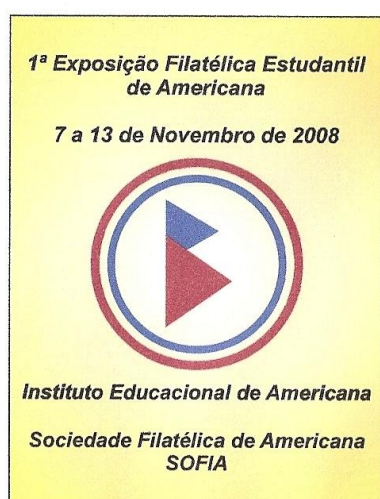 1ª Exposição Filatélica Estudantil
de Americana
7 a 13 de Novembro de 2008
Instituto Educacional de Americana
Sociedade Filatélica de Americana
SOFIA